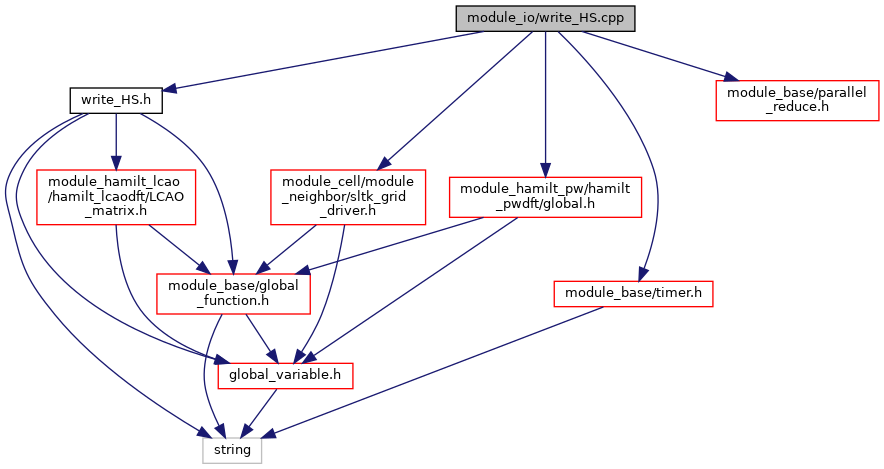 module_io/write_HS.cpp
write_HS.h
module_base/parallel
_reduce.h
module_hamilt_lcao
/hamilt_lcaodft/LCAO
_matrix.h
module_cell/module
_neighbor/sltk_grid
_driver.h
module_hamilt_pw/hamilt
_pwdft/global.h
module_base/global
_function.h
module_base/timer.h
global_variable.h
string